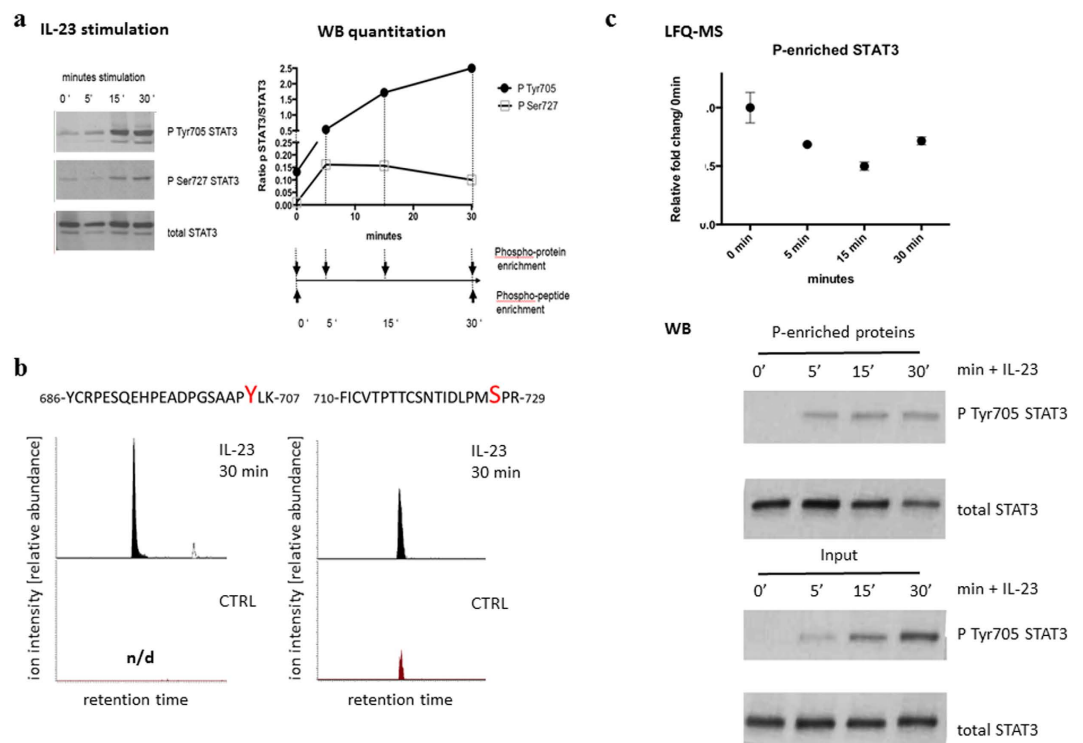 a
IL-23 stimulation
minutes stimulation
0 ' 5' 15 ' 30 '
P Tyr705 STAT3
P Ser727 STAT3
total STAT3
WB quantitation
Ratio p STAT3/STAT3
2.5
2.0
1.5
1.0
0.5
0.25
0.20
0.15
0.10
0.05
0.00
0 10 20 30
minutes
P Tyr705
P Ser727
Phospho-protein
enrichment
Phospho-peptide
enrichment
0 ' 5 ' 15 ' 30 '
b
686-YCRPESQEHPEADPGSAAPYLK-707
710-FICVTPTTCSNTIDLPMSPR-729
ion intensity [relative abundance]
IL-23
30 min
CTRL
n/d
retention time
ion intensity [relative abundance]
IL-23
30 min
CTRL
retention time
c
LFQ-MS
P-enriched STAT3
Relative fold chang/ 0min
.0
.5
.0
0 min
5 min
15 min
30 min
minutes
WB
P-enriched proteins
0’ 5’ 15’ 30’ min + IL-23
P Tyr705 STAT3
total STAT3
Input
0’ 5’ 15’ 30’ min + IL-23
P Tyr705 STAT3
total STAT3